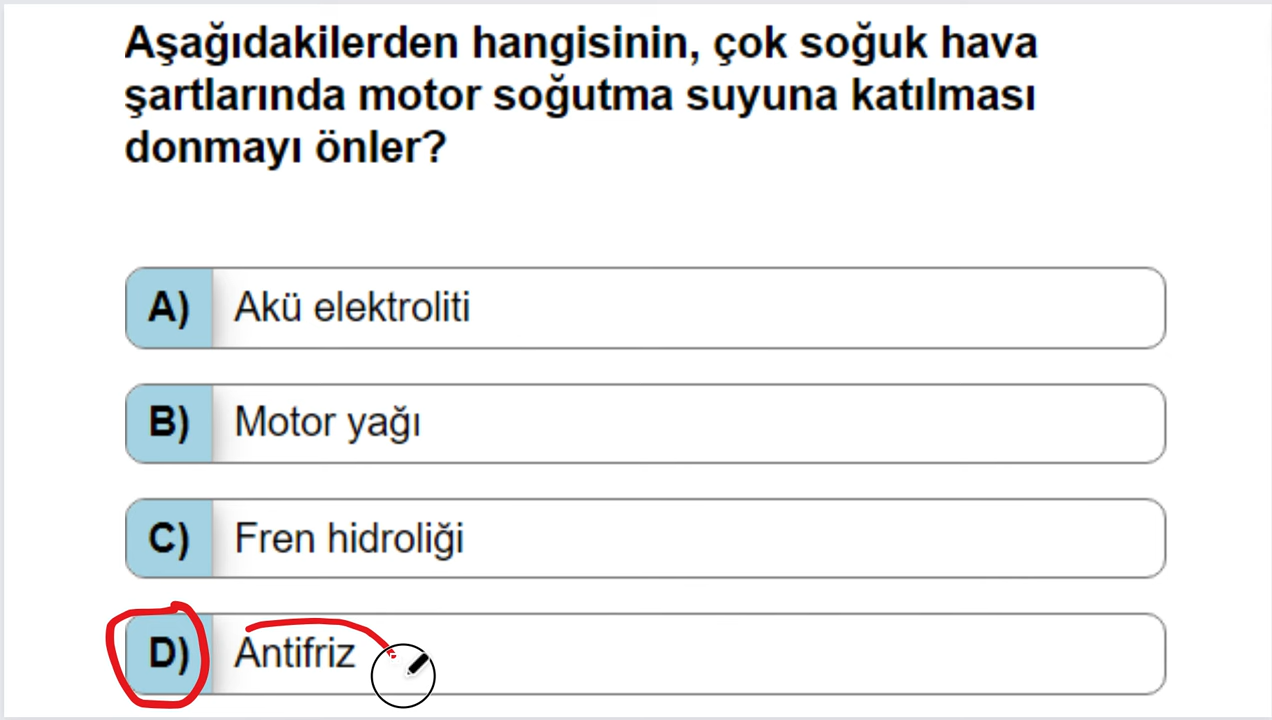 Aşağıdakilerden hangisinin, çok soğuk hava
şartlarında motor soğutma suyuna katılması
donmayı önler?
A) Akü elektroliti
B) Motor yağı
C) Fren hidroliği
D) Antifriz